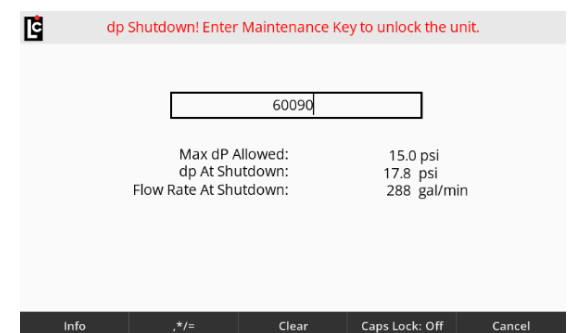 LC
dp Shutdown! Enter Maintenance Key to unlock the unit.
60090
Max dP Allowed: 15.0 psi
dp At Shutdown: 17.8 psi
Flow Rate At Shutdown: 288 gal/min
Info ,*/= Clear Caps Lock: Off Cancel